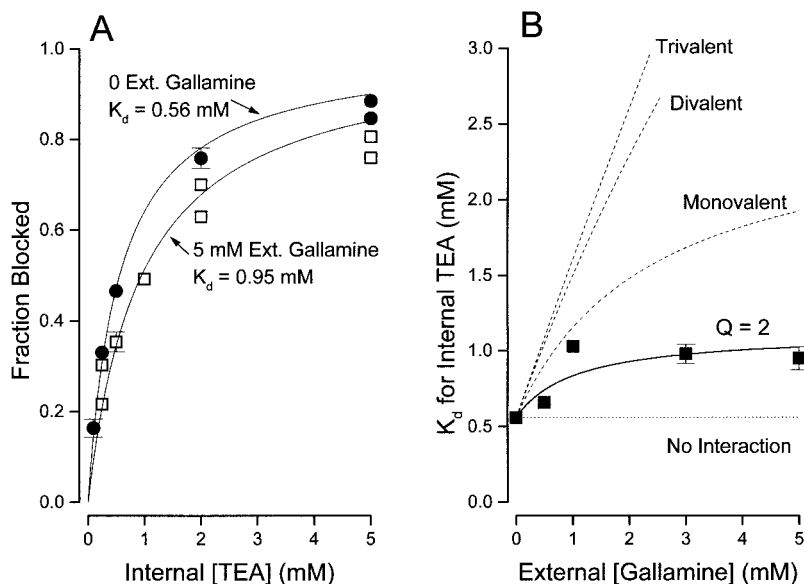 A
1.0
0.8
0.6
0.4
0.2
0.0
Fraction Blocked
0 Ext. Gallamine
Kd = 0.56 mM
5 mM Ext. Gallamine
Kd = 0.95 mM
0 1 2 3 4 5
Internal [TEA] (mM)
B
3.0
2.5
2.0
1.5
1.0
0.5
0.0
Kd for Internal TEA (mM)
Trivalent
Divalent
Monovalent
Q = 2
No Interaction
0 1 2 3 4 5
External [Gallamine] (mM)